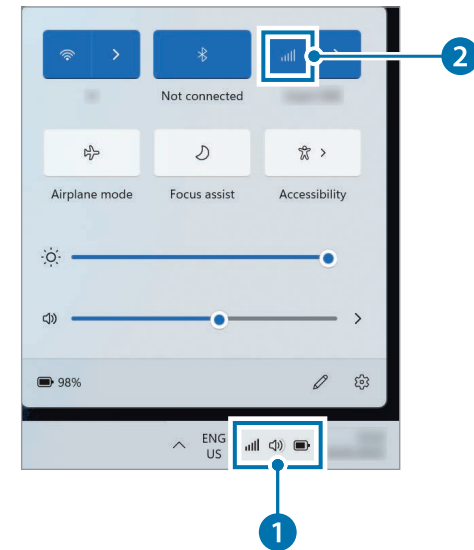 2
Not connected
Airplane mode Focus assist Accessibility
98%
ENG
US
1